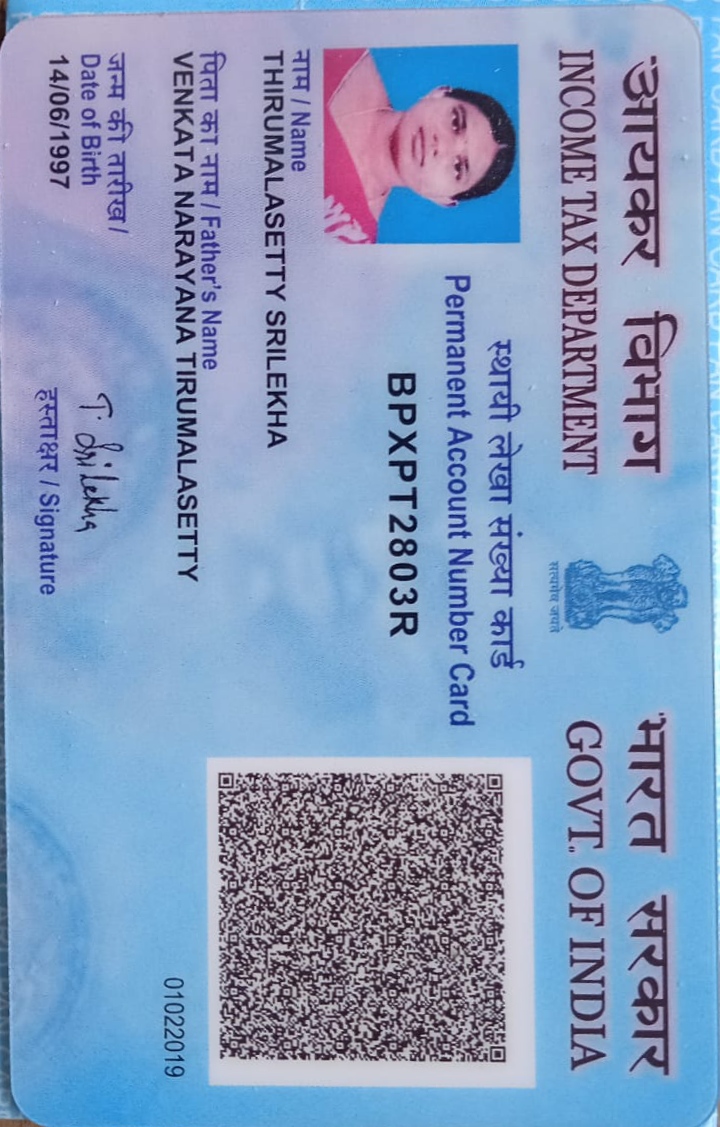 आयकर विभाग
INCOME TAX DEPARTMENT
सत्यमेव जयते
भारत सरकार
GOVT. OF INDIA
स्थायी लेखा संख्या कार्ड
Permanent Account Number Card
BPXPT2803R
नाम / Name
THIRUMALASETTY SRILEKHA
पिता का नाम / Father's Name
VENKATA NARAYANA TIRUMALASETTY
जन्म की तारीख/
Date of Birth
14/06/1997
T. Srilekha
हस्ताक्षर / Signature
01022019